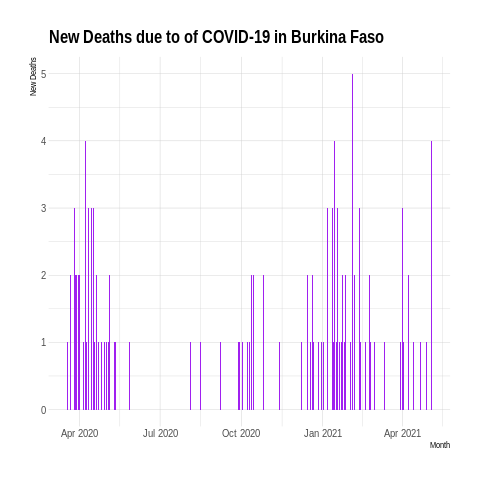 New Deaths due to of COVID-19 in Burkina Faso
New Deaths
5
4
3
2
1
0
Apr 2020 Jul 2020 Oct 2020 Jan 2021 Apr 2021
Month